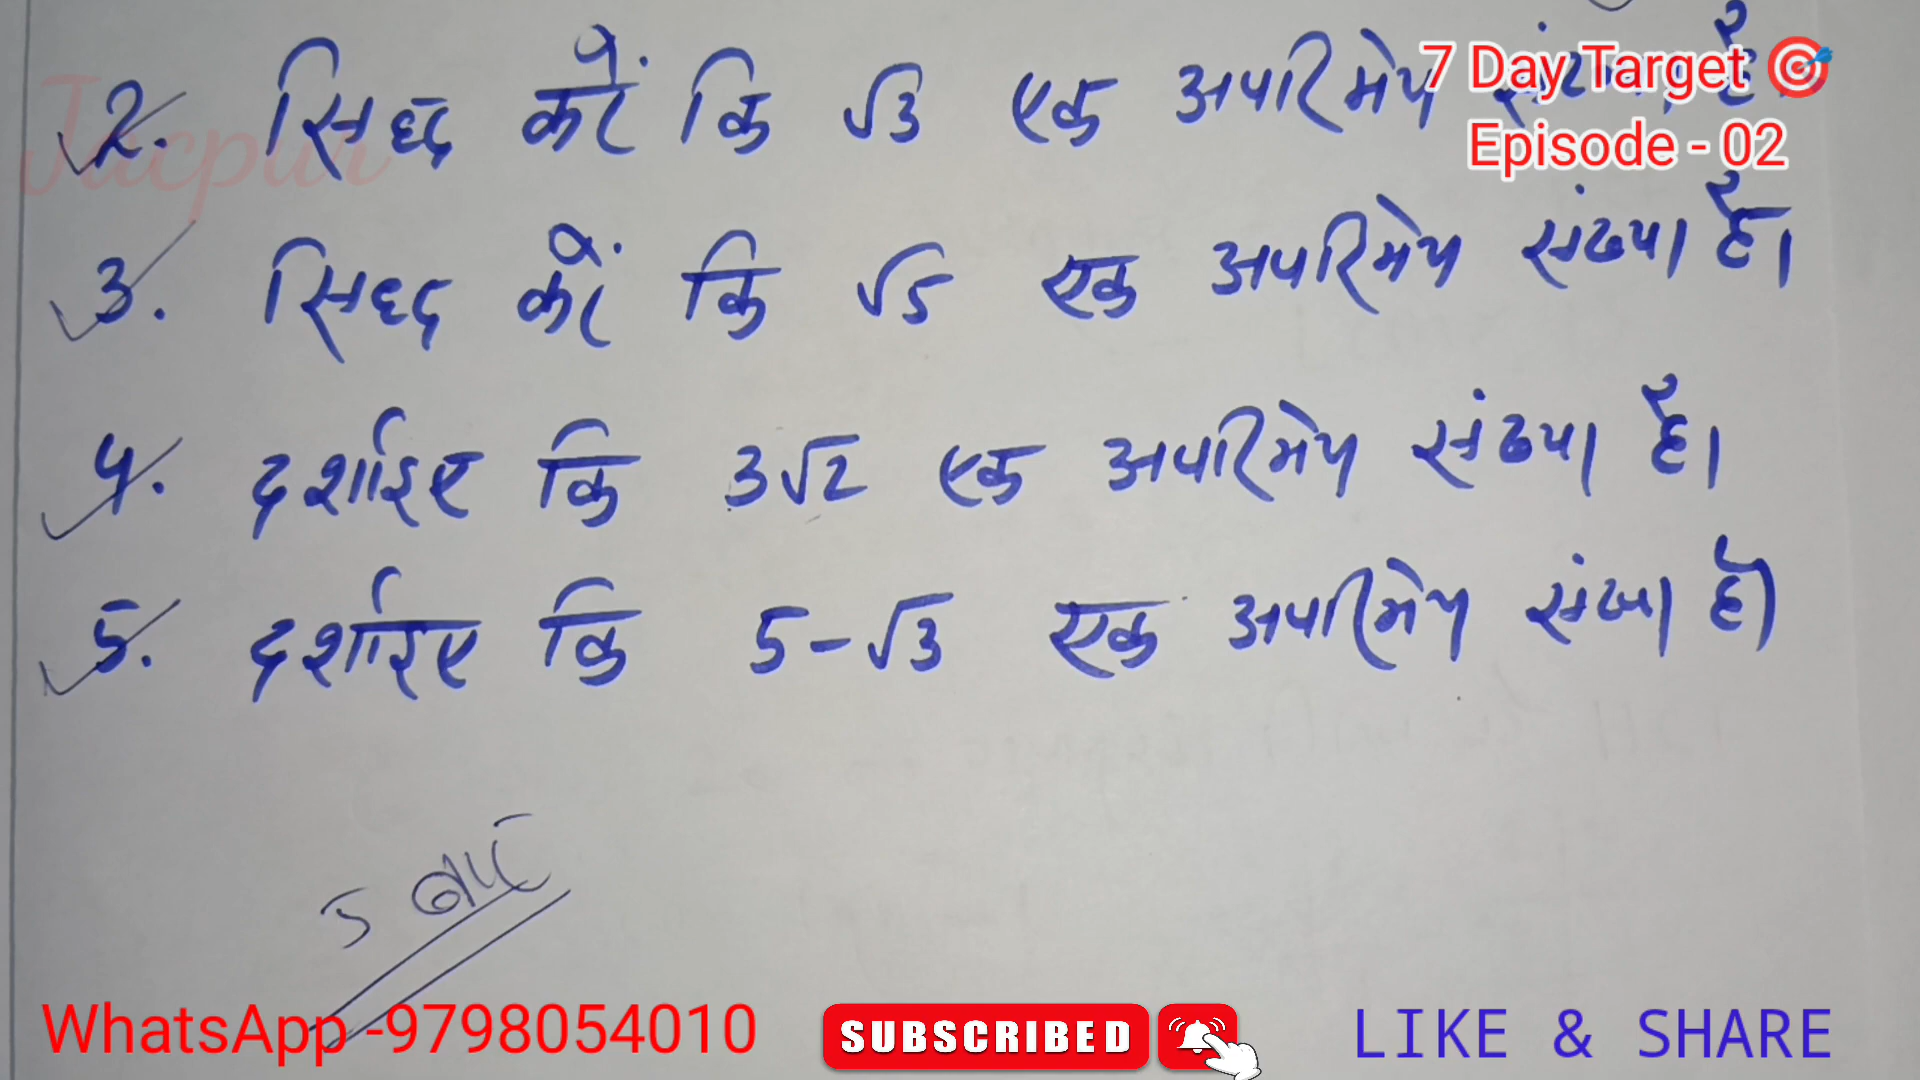 7 Day Target 🎯
Episode - 02
Jacpur
2. सिद्ध करें कि √3 एक अपरिमेय संख्या है।
3. सिद्ध करें कि √5 एक अपरिमेय संख्या है।
4. दर्शाइए कि 3√2 एक अपरिमेय संख्या है।
5. दर्शाइए कि 5-√3 एक अपरिमेय संख्या है।
WhatsApp -9798054010
SUBSCRIBED
LIKE & SHARE